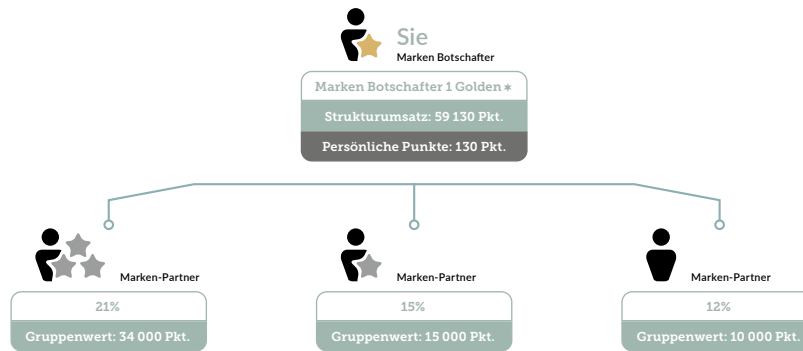 Sie
Marken Botschafter
Marken Botschafter 1 Golden ✶
Strukturumsatz: 59 130 Pkt.
Persönliche Punkte: 130 Pkt.
Marken-Partner
Marken-Partner
Marken-Partner
21%
15%
12%
Gruppenwert: 34 000 Pkt.
Gruppenwert: 15 000 Pkt.
Gruppenwert: 10 000 Pkt.